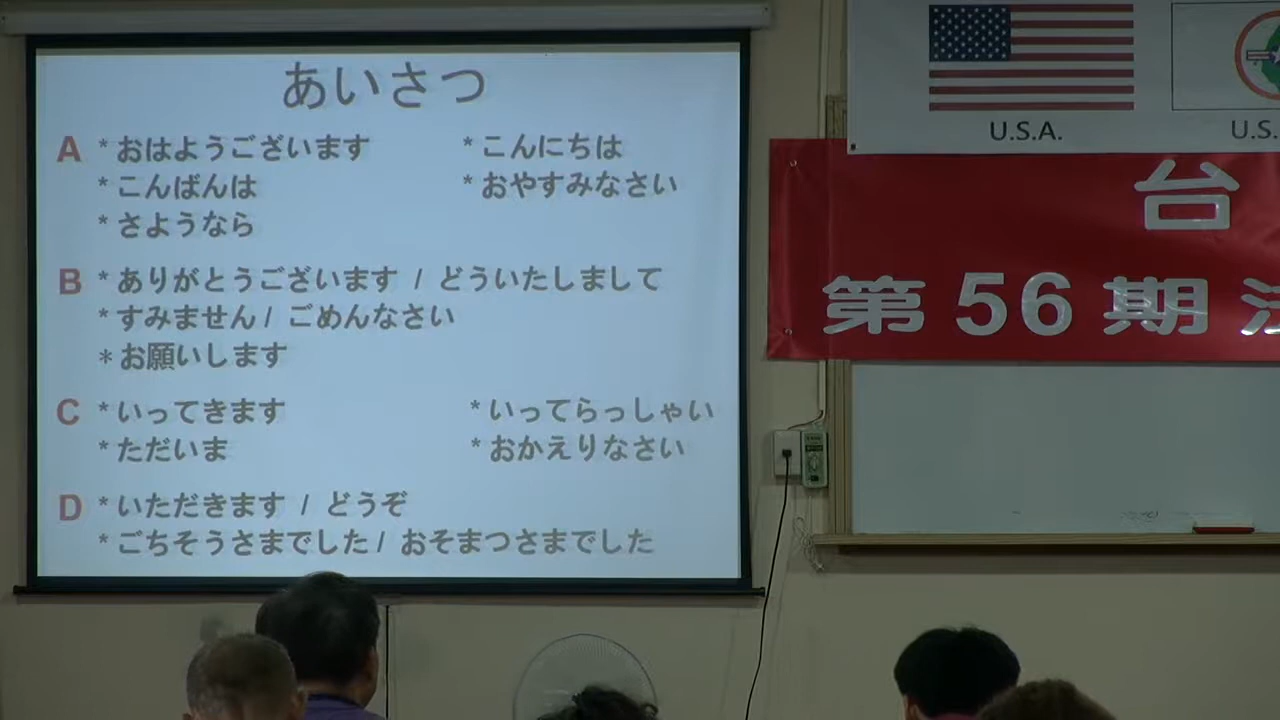 あいさつ
A *おはようございます *こんにちは
*こんばんは *おやすみなさい
*さようなら
B *ありがとうございます / どういたしまして
*すみません / ごめんなさい
*お願いします
C *いってきます *いってらっしゃい
*ただいま *おかえりなさい
D *いただきます / どうぞ
*ごちそうさまでした / おそまつさまでした
U.S.A.
U.S.
台
第56期